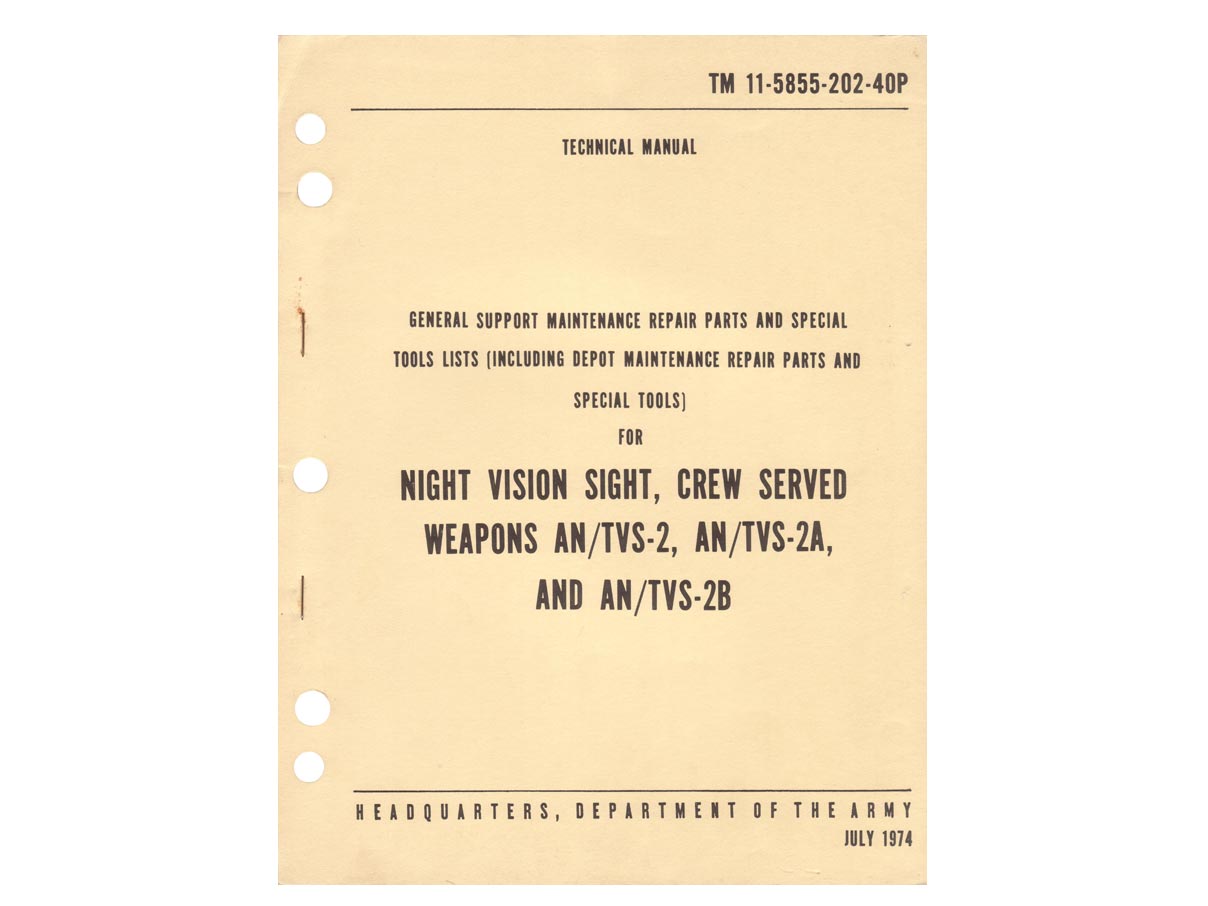 TM 11-5855-202-40P
TECHNICAL MANUAL
GENERAL SUPPORT MAINTENANCE REPAIR PARTS AND SPECIAL
TOOLS LISTS (INCLUDING DEPOT MAINTENANCE REPAIR PARTS AND
SPECIAL TOOLS)
FOR
NIGHT VISION SIGHT, CREW SERVED
WEAPONS AN/TVS-2, AN/TVS-2A,
AND AN/TVS-2B
HEADQUARTERS, DEPARTMENT OF THE ARMY
JULY 1974